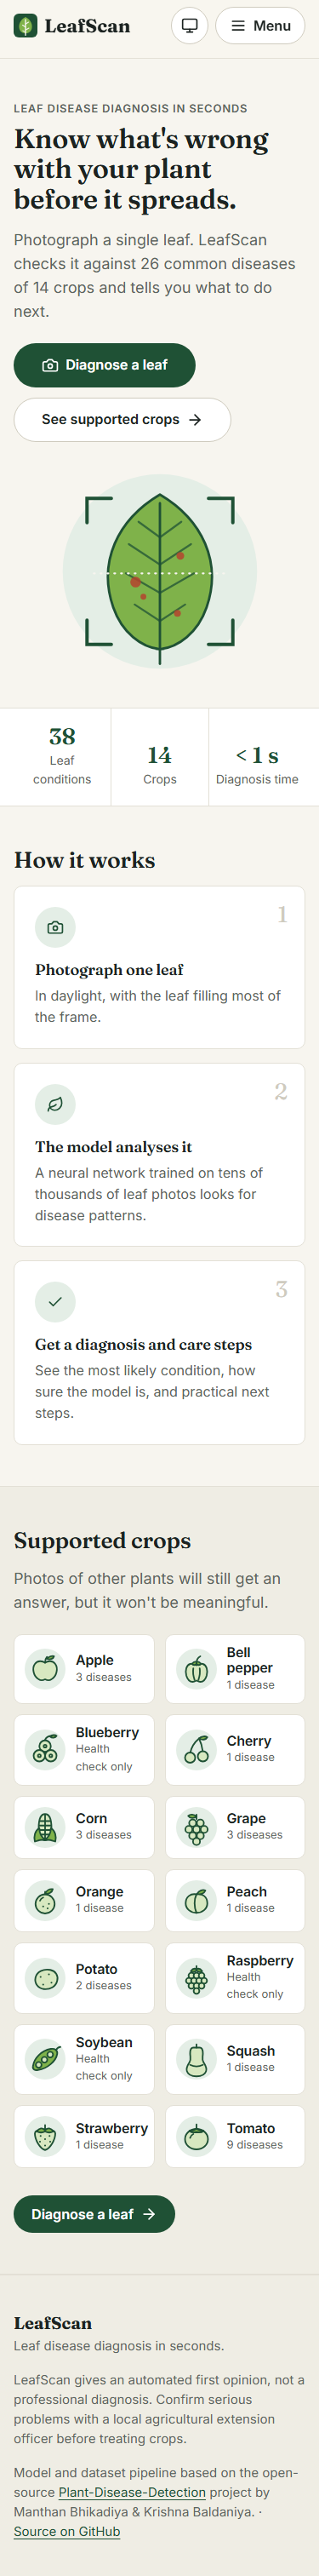 LeafScan
Menu
LEAF DISEASE DIAGNOSIS IN SECONDS
Know what's wrong
with your plant
before it spreads.
Photograph a single leaf. LeafScan
checks it against 26 common diseases
of 14 crops and tells you what to do
next.
Diagnose a leaf
See supported crops →
38
Leaf
conditions
14
Crops
< 1 s
Diagnosis time
How it works
1
Photograph one leaf
In daylight, with the leaf filling most of
the frame.
2
The model analyses it
A neural network trained on tens of
thousands of leaf photos looks for
disease patterns.
3
Get a diagnosis and care steps
See the most likely condition, how
sure the model is, and practical next
steps.
Supported crops
Photos of other plants will still get an
answer, but it won't be meaningful.
Apple
3 diseases
Bell
pepper
1 disease
Blueberry
Health
check only
Cherry
1 disease
Corn
3 diseases
Grape
3 diseases
Orange
1 disease
Peach
1 disease
Potato
2 diseases
Raspberry
Health
check only
Soybean
Health
check only
Squash
1 disease
Strawberry
1 disease
Tomato
9 diseases
Diagnose a leaf →
LeafScan
Leaf disease diagnosis in seconds.
LeafScan gives an automated first opinion, not a
professional diagnosis. Confirm serious
problems with a local agricultural extension
officer before treating crops.
Model and dataset pipeline based on the open-
source Plant-Disease-Detection project by
Manthan Bhikadiya & Krishna Baldaniya. ·
Source on GitHub